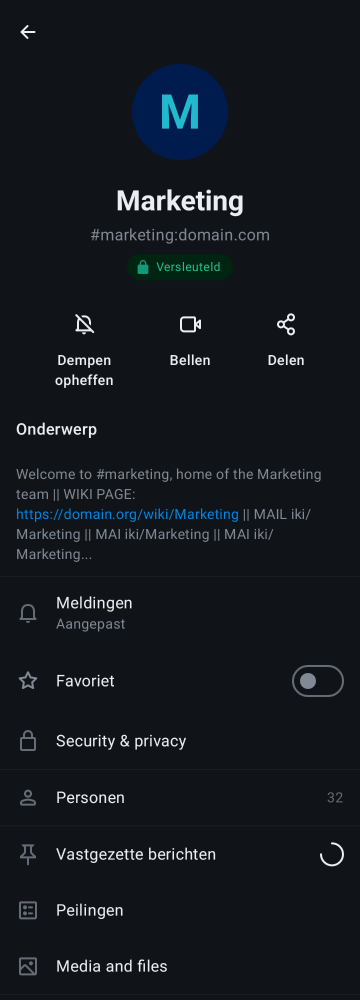 M
Marketing
#marketing:domain.com
Versleuteld
Dempen
opheffen
Bellen
Delen
Onderwerp
Welcome to #marketing, home of the Marketing
team || WIKI PAGE:
https://domain.org/wiki/Marketing || MAIL iki/
Marketing || MAI iki/Marketing || MAI iki/
Marketing...
Meldingen
Aangepast
Favoriet
Security & privacy
Personen 32
Vastgezette berichten
Peilingen
Media and files